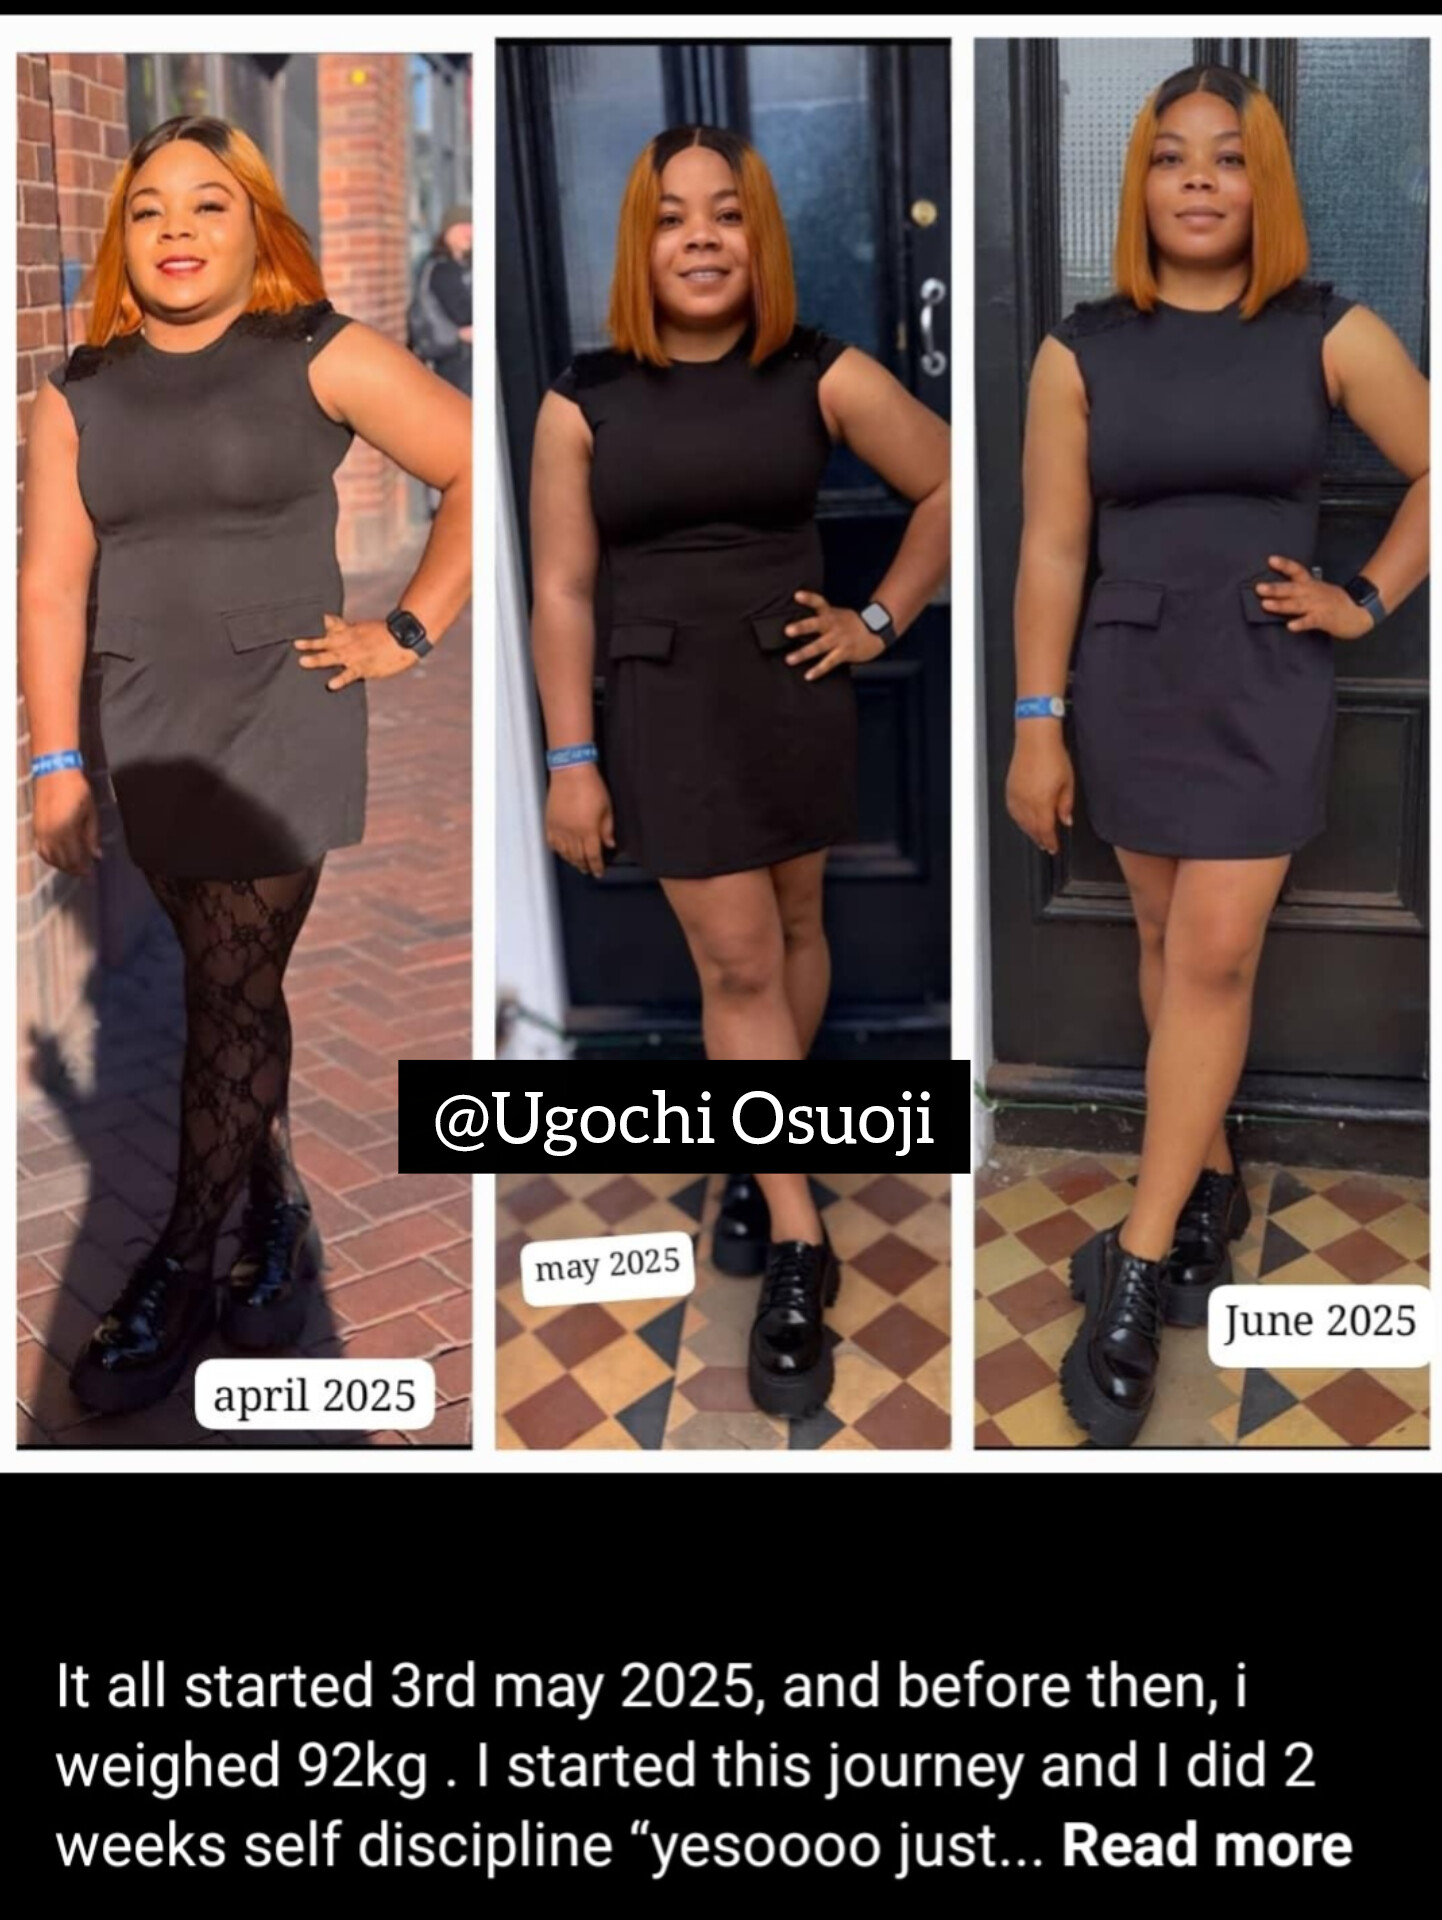 @Ugochi Osuoji
may 2025
June 2025
april 2025
It all started 3rd may 2025, and before then, i
weighed 92kg . I started this journey and I did 2
weeks self discipline “yesoooo just... Read more